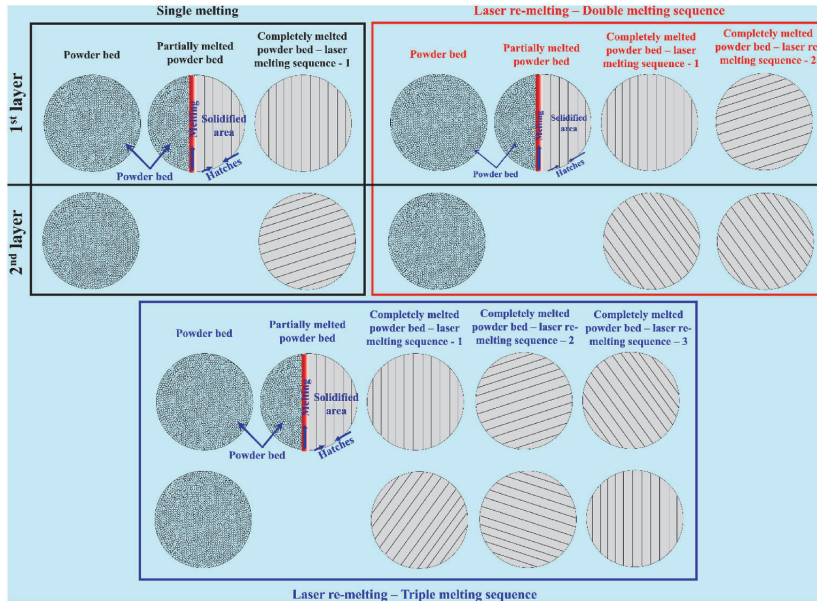 Single melting
Laser re-melting – Double melting sequence
1st layer
Powder bed
Partially melted
powder bed
Completely melted
powder bed – laser
melting sequence - 1
Melting
Solidified
area
Hatches
Powder bed
Powder bed
Partially melted
powder bed
Completely melted
powder bed – laser
melting sequence - 1
Completely melted
powder bed – laser re-
melting sequence - 2
Melting
Solidified
area
Hatches
Powder bed
2nd layer
Powder bed
Partially melted
powder bed
Completely melted
powder bed – laser
melting sequence - 1
Completely melted
powder bed – laser re-
melting sequence – 2
Completely melted
powder bed – laser re-
melting sequence – 3
Melting
Solidified
area
Hatches
Powder bed
Laser re-melting – Triple melting sequence